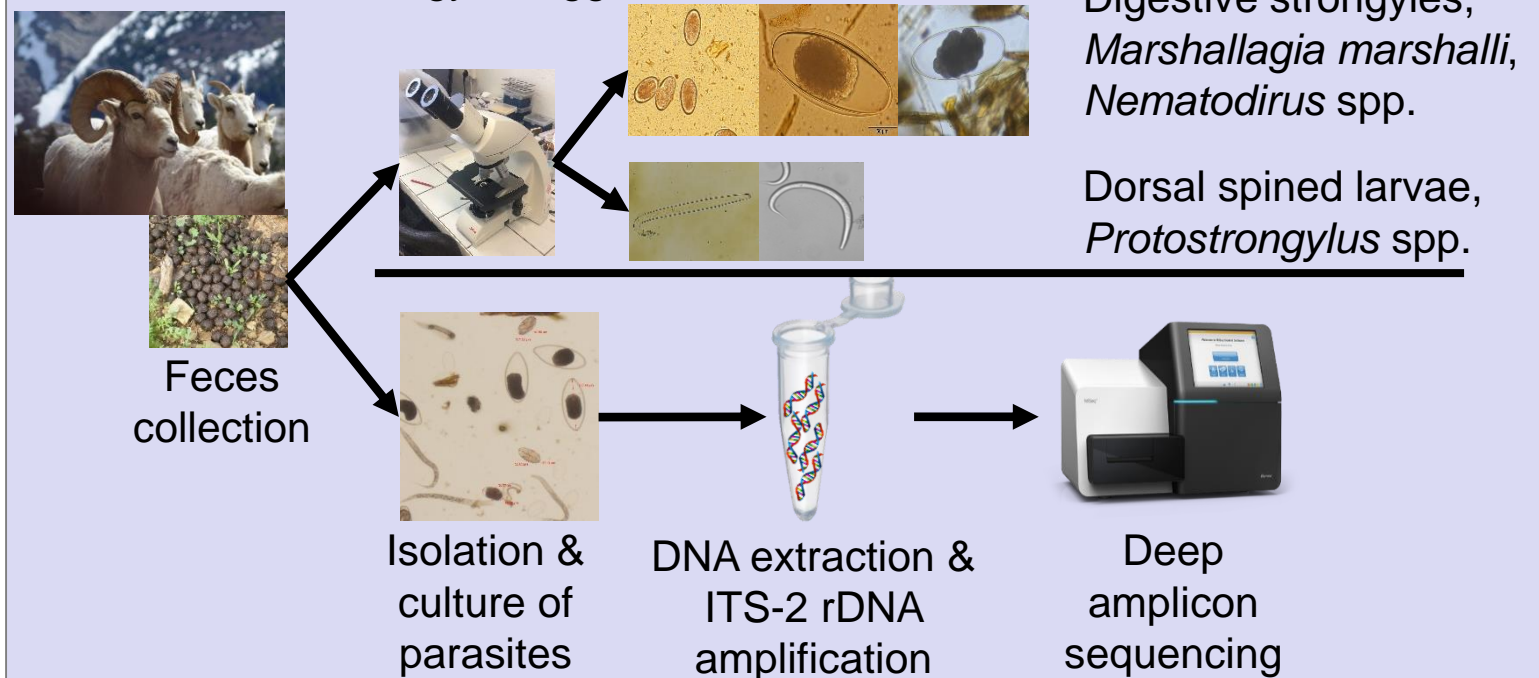 Digestive strongyles,
Marshallagia marshalli,
Nematodirus spp.
Dorsal spined larvae,
Protostrongylus spp.
Feces
collection
Isolation &
culture of
parasites
DNA extraction &
ITS-2 rDNA
amplification
Deep
amplicon
sequencing